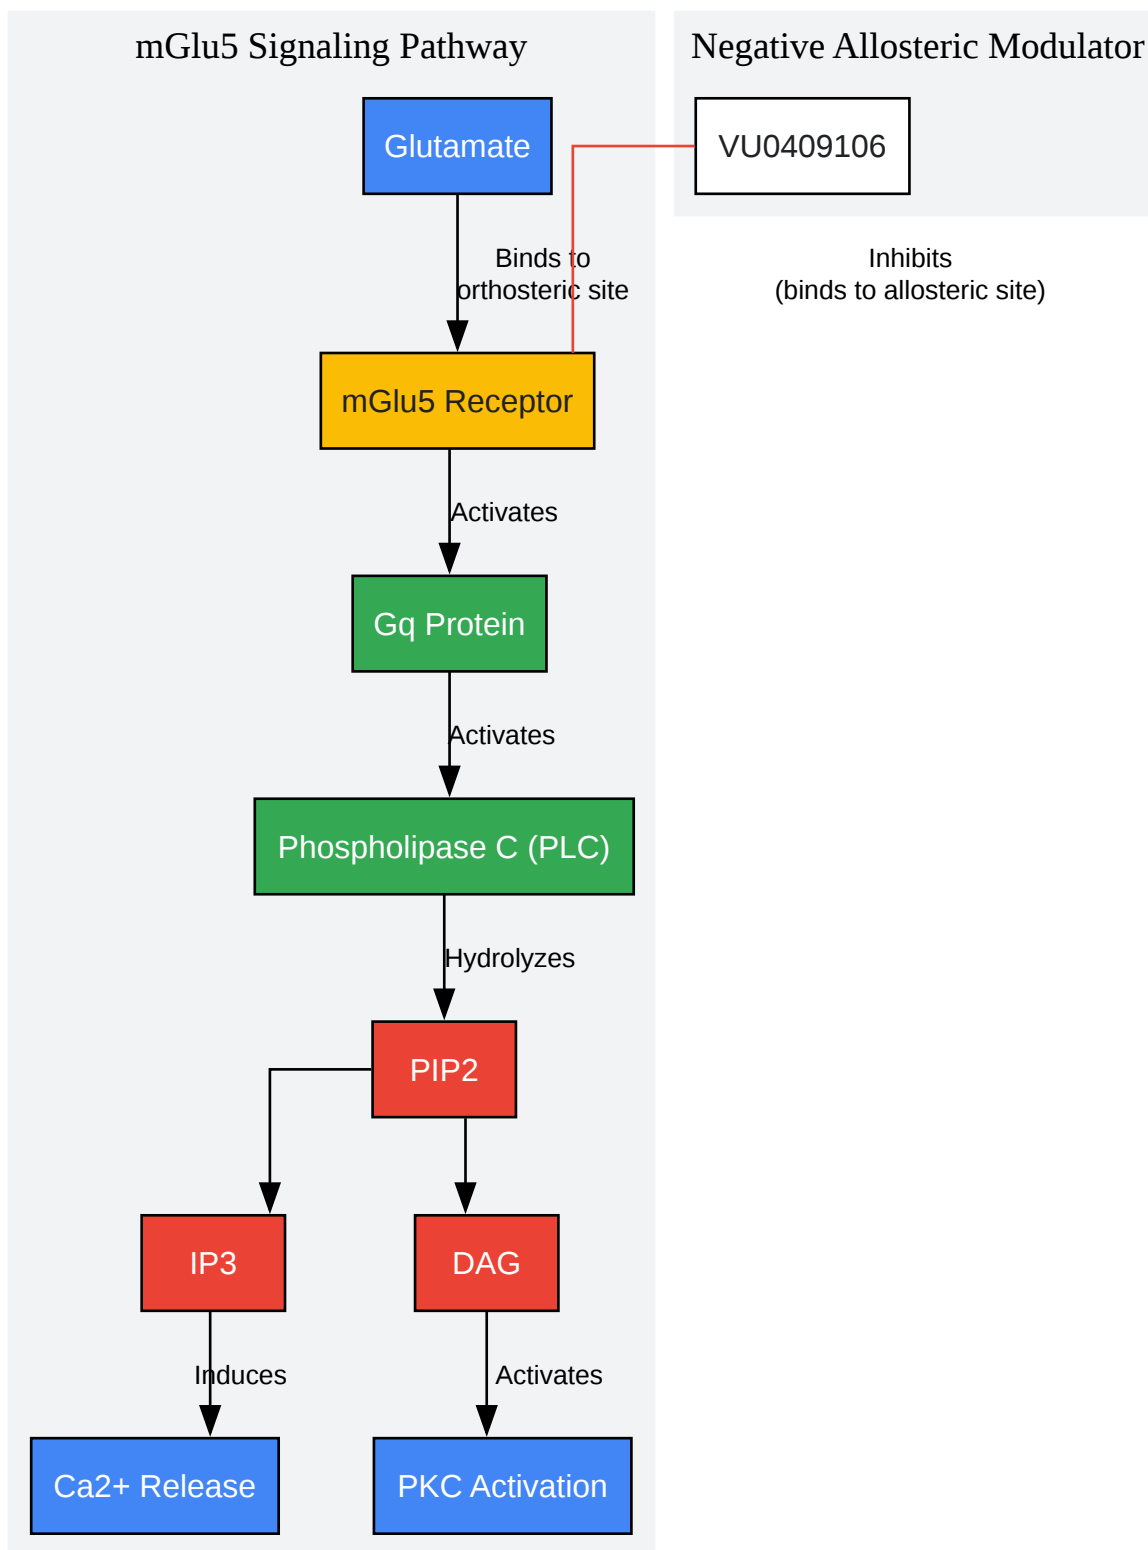 mGlu5 Signaling Pathway
Negative Allosteric Modulator
Glutamate
VU0409106
Binds to
orthosteric site
Inhibits
(binds to allosteric site)
mGlu5 Receptor
Activates
Gq Protein
Activates
Phospholipase C (PLC)
Hydrolyzes
PIP2
IP3
DAG
Induces
Activates
Ca2+ Release
PKC Activation